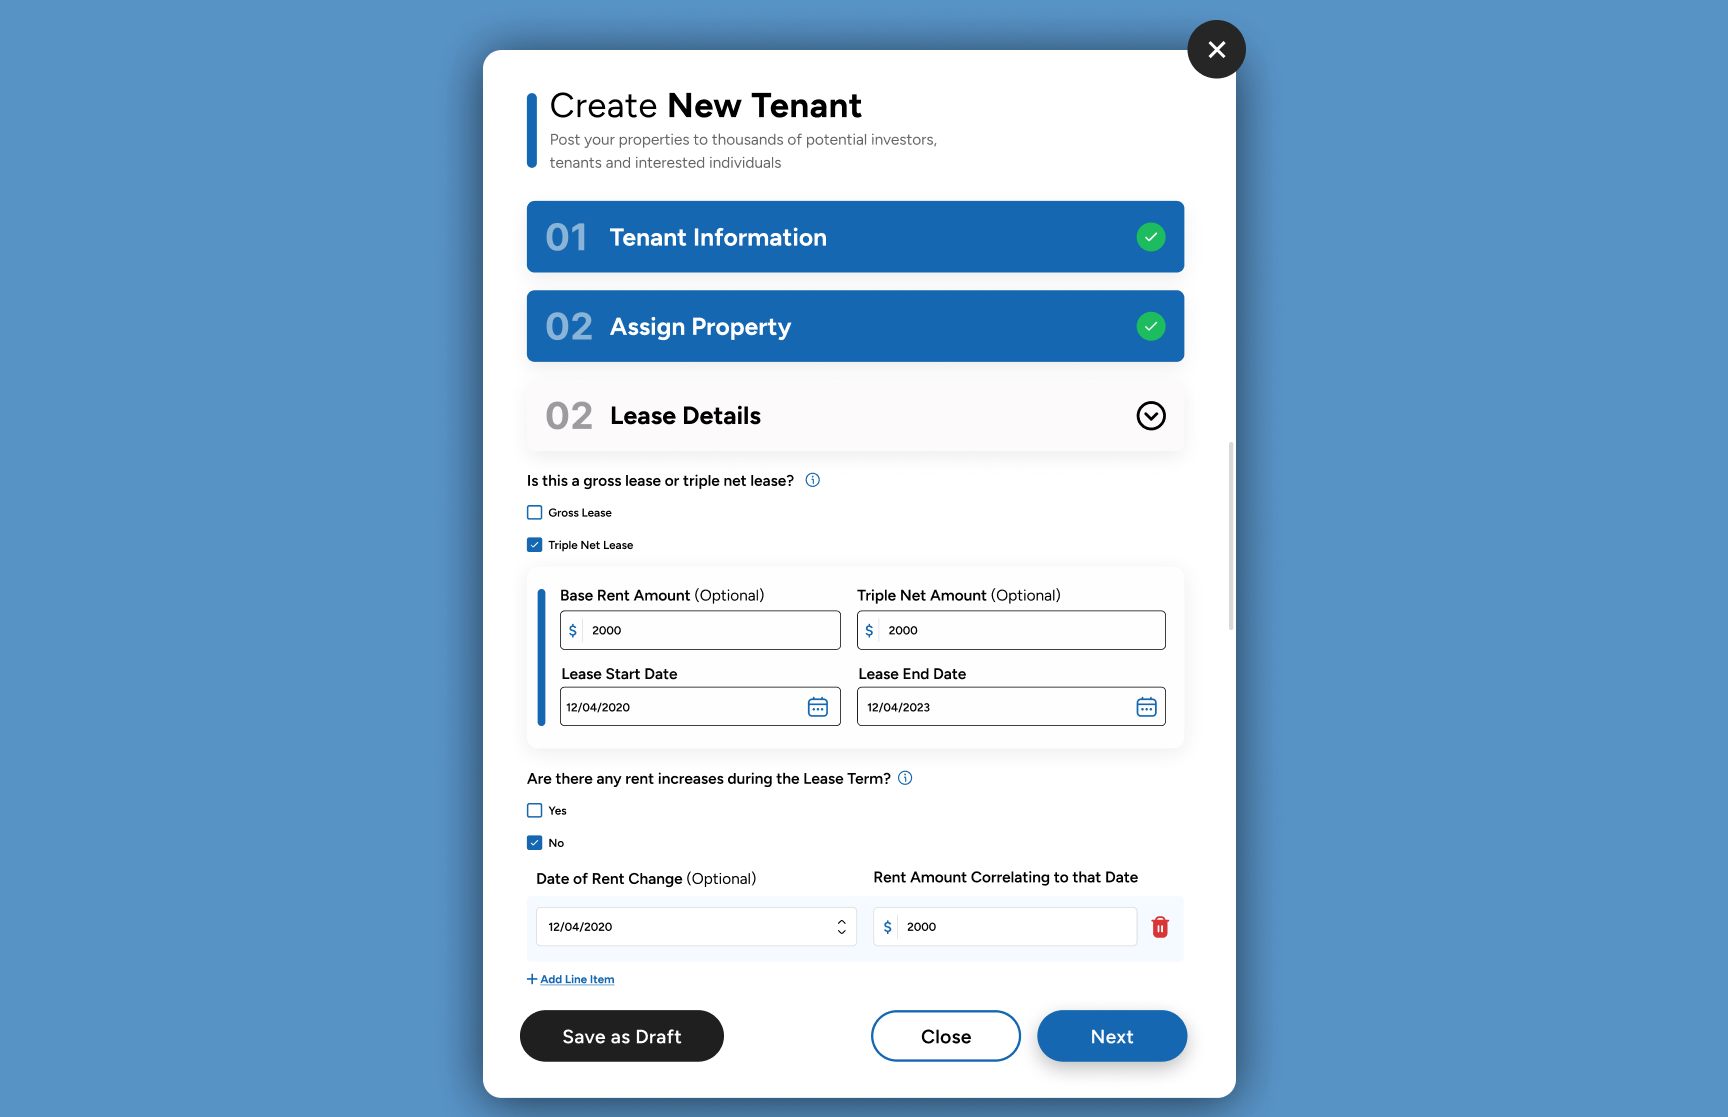 Create New Tenant
Post your properties to thousands of potential investors,
tenants and interested individuals
01 Tenant Information
02 Assign Property
02 Lease Details
Is this a gross lease or triple net lease?
Gross Lease
Triple Net Lease
Base Rent Amount (Optional)
Triple Net Amount (Optional)
$ 2000
$ 2000
Lease Start Date
Lease End Date
12/04/2020
12/04/2023
Are there any rent increases during the Lease Term?
Yes
No
Date of Rent Change (Optional)
Rent Amount Correlating to that Date
12/04/2020
$ 2000
+ Add Line Item
Save as Draft
Close
Next